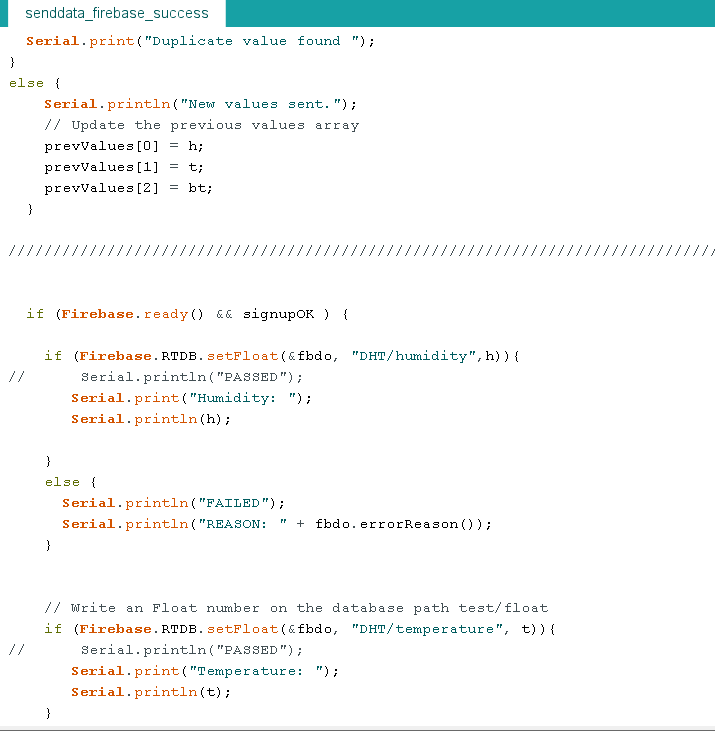 senddata_firebase_success
Serial.print("Duplicate value found ");
}
else {
Serial.println("New values sent.");
// Update the previous values array
prevValues[0] = h;
prevValues[1] = t;
prevValues[2] = bt;
}
///////////////////////////////////////////////////////////////////////////////
if (Firebase.ready() && signupOK ) {
if (Firebase.RTDB.setFloat(&fbdo, "DHT/humidity",h)){
//      Serial.println("PASSED");
Serial.print("Humidity: ");
Serial.println(h);
}
else {
Serial.println("FAILED");
Serial.println("REASON: " + fbdo.errorReason());
}
// Write an Float number on the database path test/float
if (Firebase.RTDB.setFloat(&fbdo, "DHT/temperature", t)){
//      Serial.println("PASSED");
Serial.print("Temperature: ");
Serial.println(t);
}